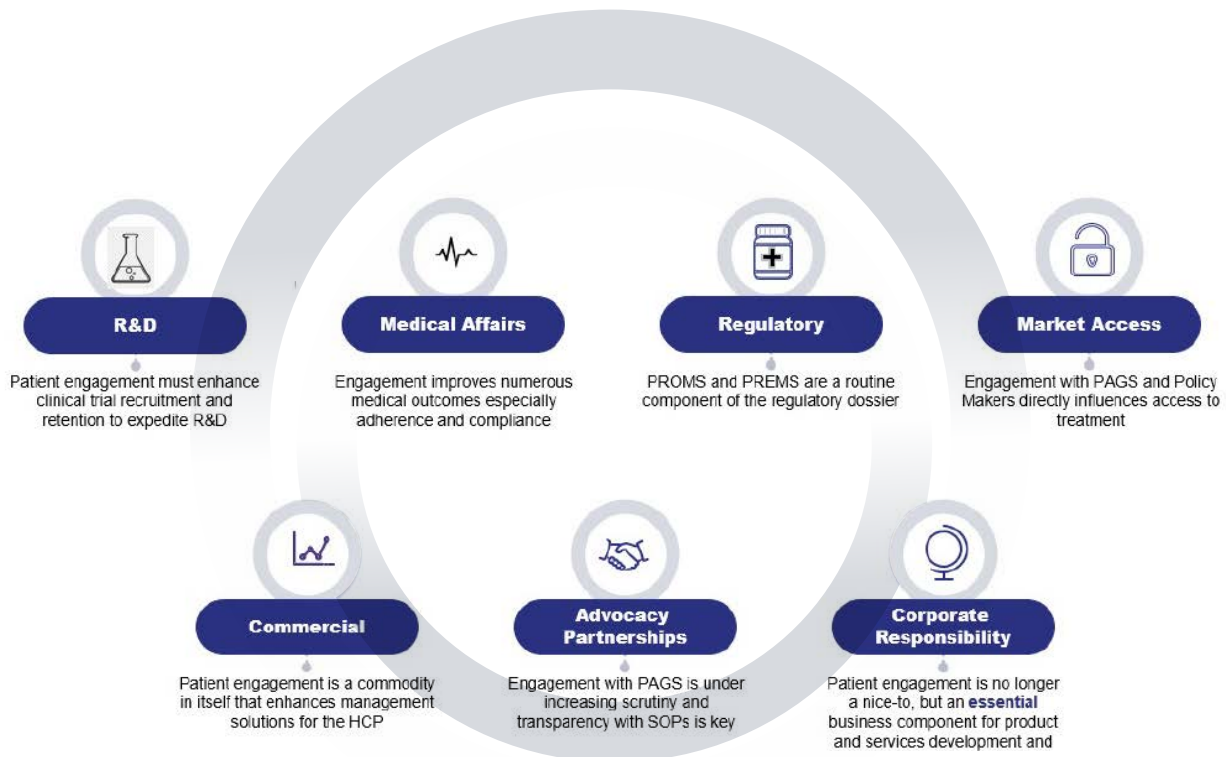 R&D
Patient engagement must enhance
clinical trial recruitment and
retention to expedite R&D
Medical Affairs
Engagement improves numerous
medical outcomes especially
adherence and compliance
Regulatory
PROMS and PREMS are a routine
component of the regulatory dossier
Market Access
Engagement with PAGS and Policy
Makers directly influences access to
treatment
Commercial
Patient engagement is a commodity
in itself that enhances management
solutions for the HCP
Advocacy
Partnerships
Engagement with PAGS is under
increasing scrutiny and
transparency with SOPs is key
Corporate
Responsibility
Patient engagement is no longer
a nice-to, but an essential
business component for product
and services development and